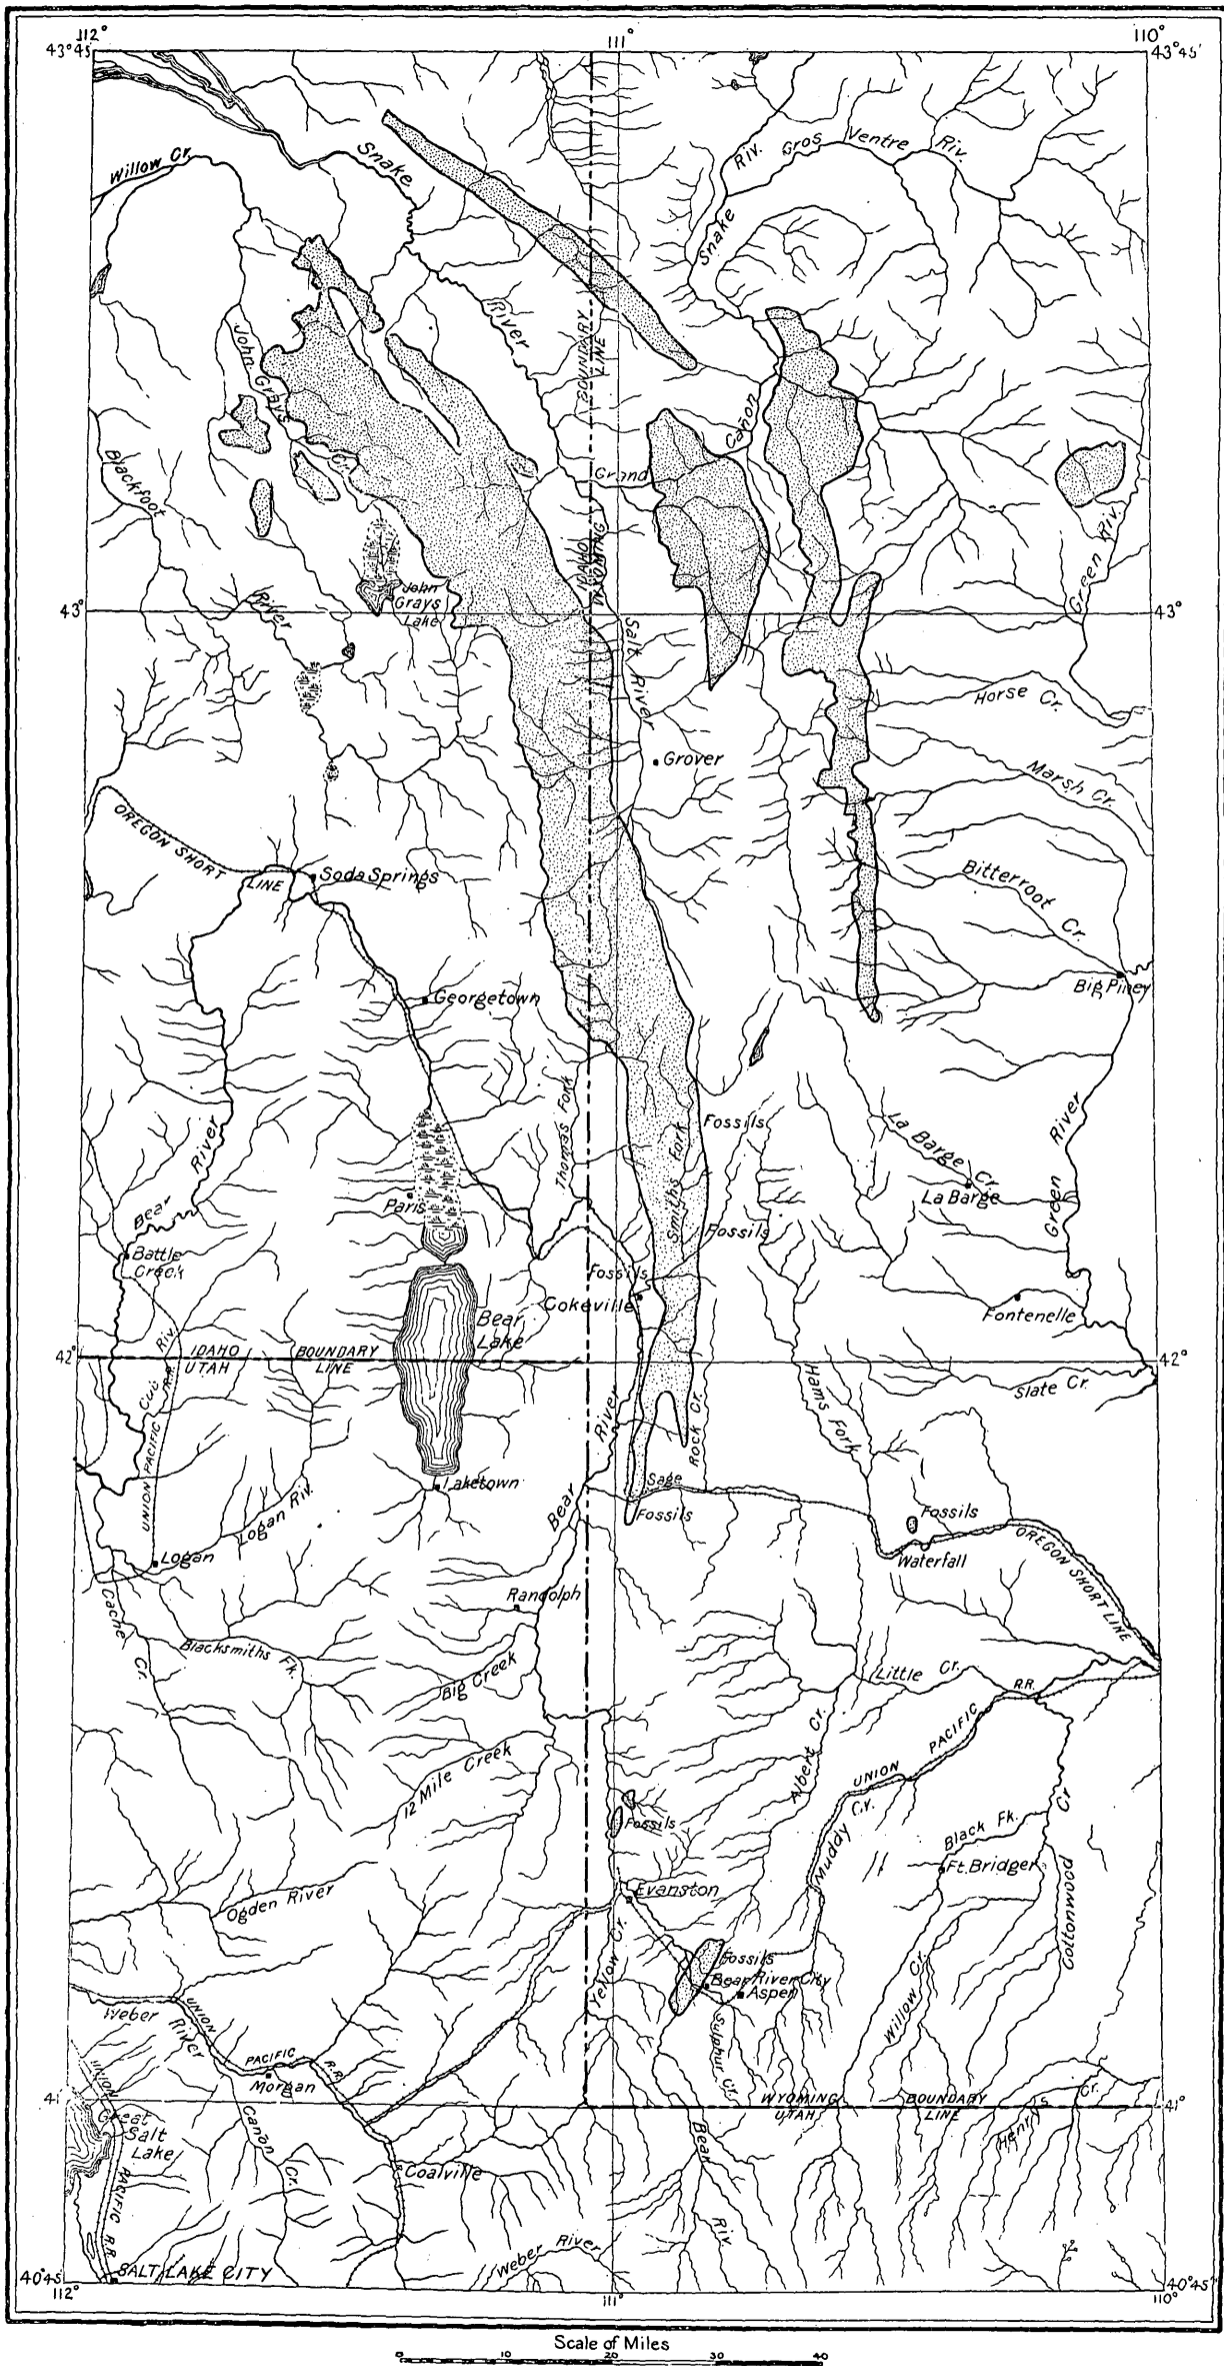 112°
111°
110°
43°45'
43°45'
Willow Cr.
Snake
Riv.
Gros Ventre Riv.
Snake
River
BOUNDARY
LINE
John Grays
Cr.
Cañon
Grand
Blackfoot
Green Riv.
IDAHO
WYOMING
John
Grays
Lake
43°
43°
River
Salt River
Horse Cr.
Grover
Marsh Cr.
OREGON SHORT
LINE
Soda Springs
Bitterroot Cr.
Big Piney
Georgetown
Thomas Fork
Fossils
Smiths Fork
River
La Barge Cr.
La Barge
River
Green
Paris
Bear
Battle
Creek
Fossils
Fossils
Cokeville
Fontenelle
Bear
Lake
Cub Riv.
R.R.
IDAHO
UTAH
BOUNDARY
LINE
42°
42°
Slate Cr.
Hams Fork
River
Rock Cr.
UNION PACIFIC
Laketown
Sage
Bear
Logan Riv.
Fossils
Fossils
Waterfall
OREGON SHORT LINE
Logan
Randolph
Cache
Cr.
Blacksmiths Fk.
Big Creek
Little Cr.
R.R.
UNION PACIFIC
Albert Cr.
12 Mile Creek
Muddy Cr.
Fossils
Black Fk.
Ft. Bridger
Cottonwood Cr.
Evanston
Ogden River
Yellow Cr.
Fossils
Bear River City
Aspen
Willow Cr.
Weber River
UNION
PACIFIC
R.R.
Sulphur Cr.
Morgan
41°
41°
WYOMING
UTAH
BOUNDARY
LINE
Henrys
Cr.
UNION
PACIFIC
R.R.
Great
Salt
Lake
Cañon
Cr.
Bear
Riv.
Coalville
Weber River
SALT LAKE CITY
40°45'
40°45'
112°
111°
110°
Scale of Miles
0 10 20 30 40